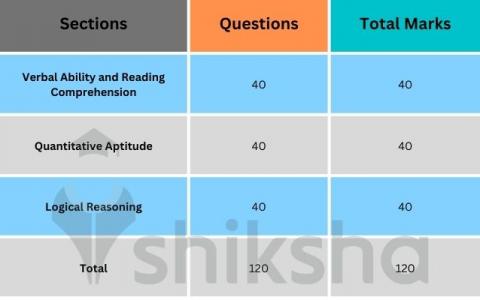 Sections Questions Total Marks
Verbal Ability and Reading
Comprehension 40 40
Quantitative Aptitude 40 40
Logical Reasoning 40 40
Total 120 120
shiksha